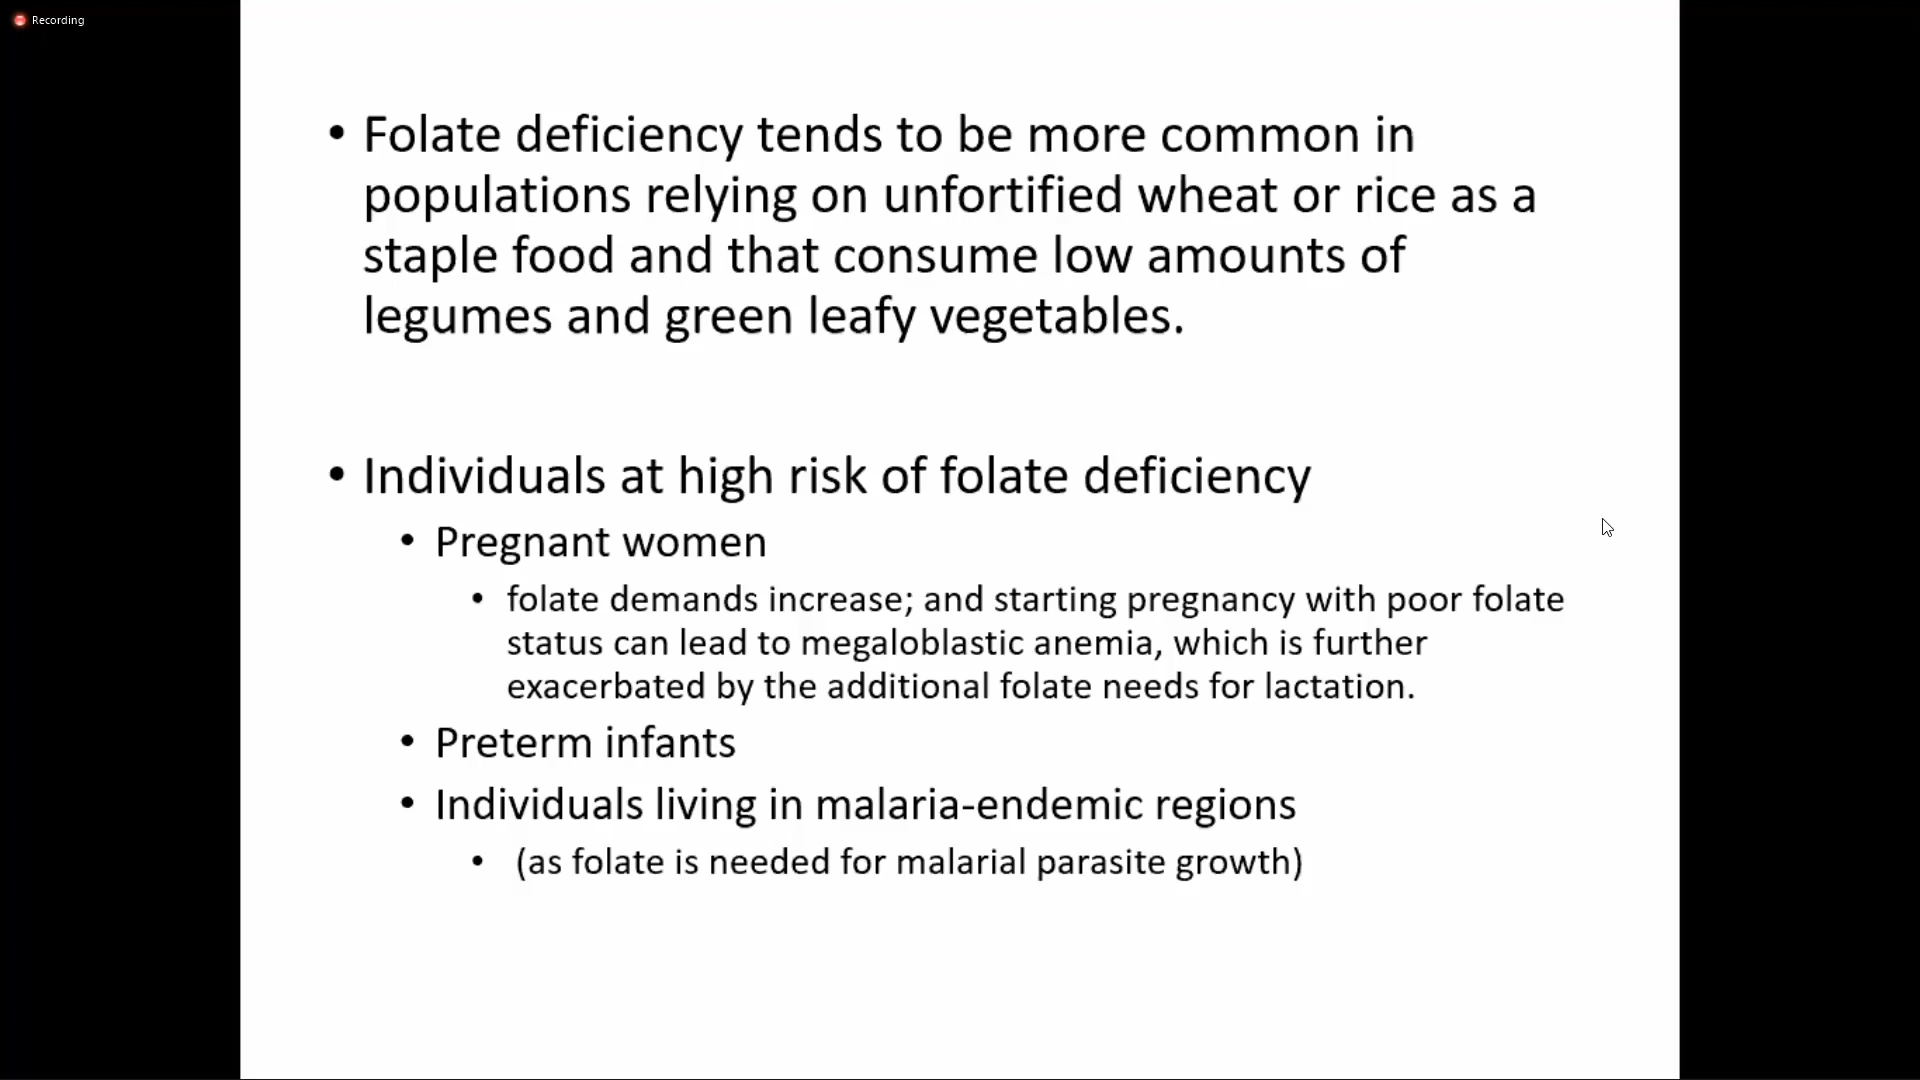 Recording
• Folate deficiency tends to be more common in
populations relying on unfortified wheat or rice as a
staple food and that consume low amounts of
legumes and green leafy vegetables.
• Individuals at high risk of folate deficiency
• Pregnant women
• folate demands increase; and starting pregnancy with poor folate
status can lead to megaloblastic anemia, which is further
exacerbated by the additional folate needs for lactation.
• Preterm infants
• Individuals living in malaria-endemic regions
• (as folate is needed for malarial parasite growth)